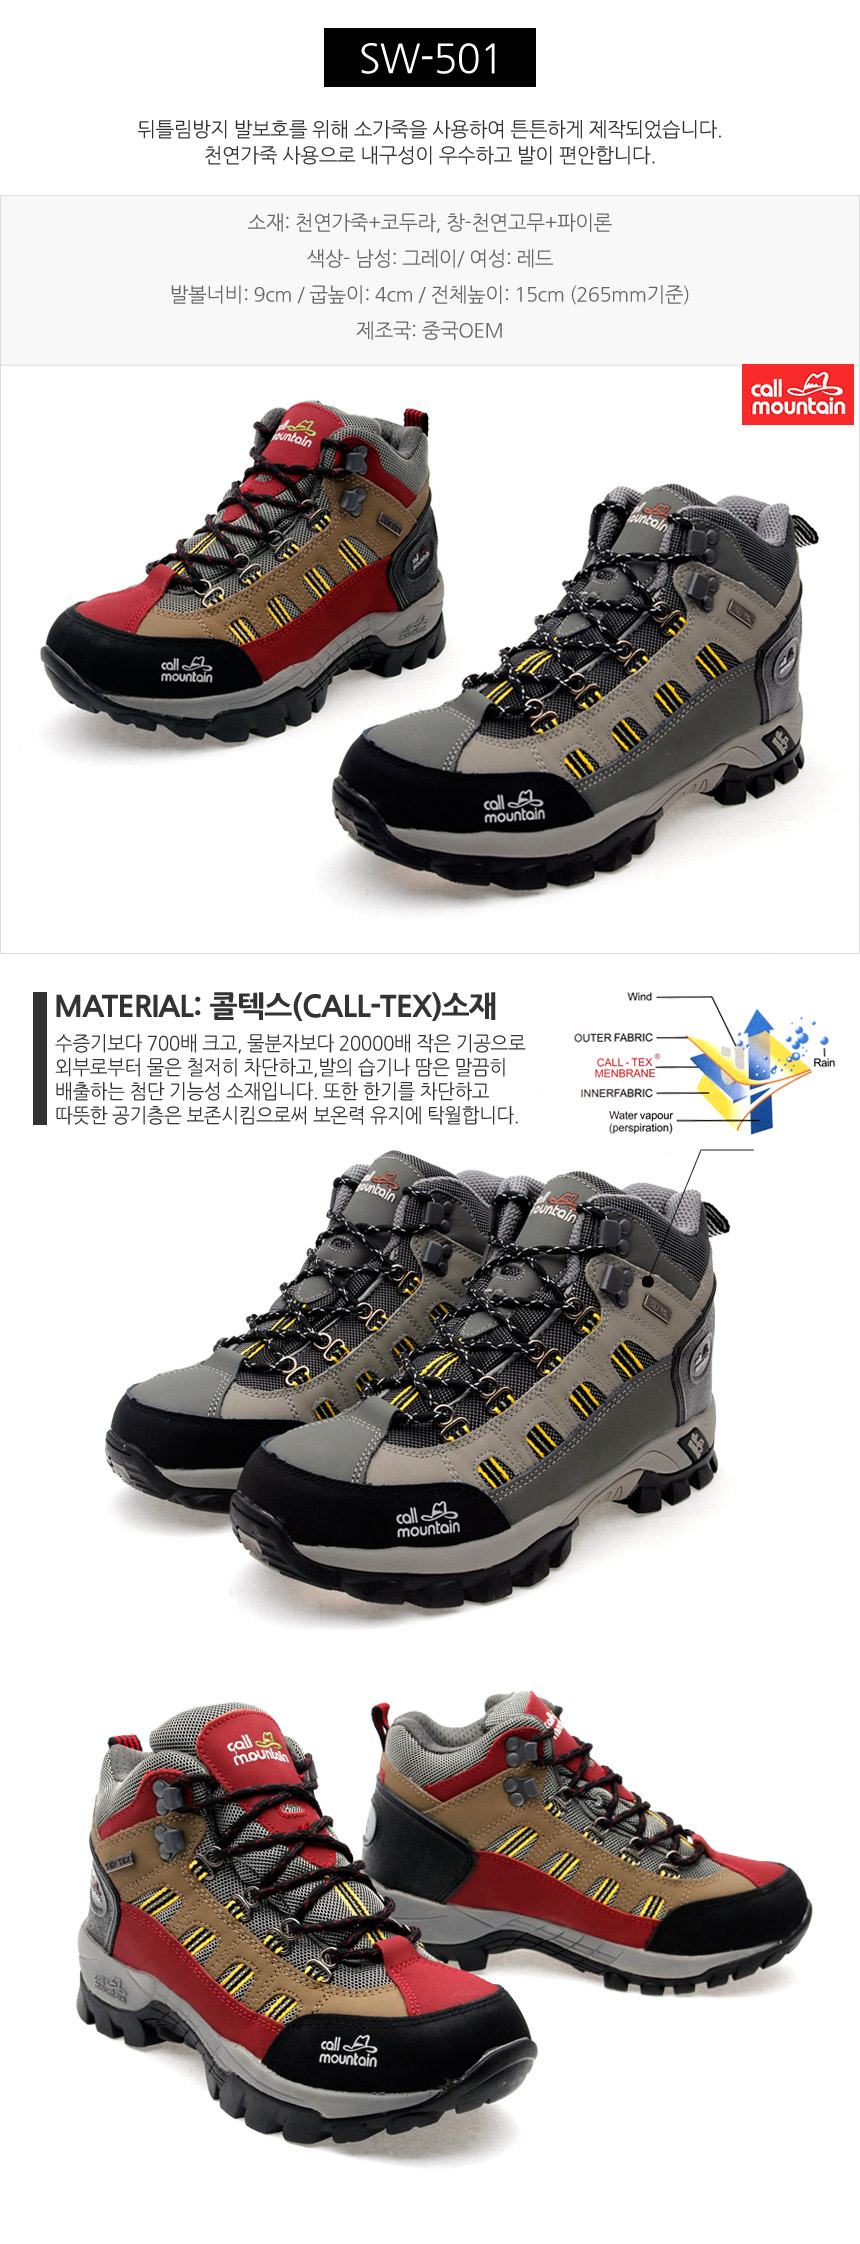 SW-501
뒤틀림방지 발보호를 위해 소가죽을 사용하여 튼튼하게 제작되었습니다.
천연가죽 사용으로 내구성이 우수하고 발이 편안합니다.
소재: 천연가죽+코두라, 창-천연고무+파이론
색상- 남성: 그레이/ 여성: 레드
발볼너비: 9cm / 굽높이: 4cm / 전체높이: 15cm (265mm기준)
제조국: 중국OEM
call
mountain
call
mountain
call
mountain
call
mountain
call
mountain
MATERIAL: 콜텍스(CALL-TEX)소재
수증기보다 700배 크고, 물분자보다 20000배 작은 기공으로
외부로부터 물은 철저히 차단하고,발의 습기나 땀은 말끔히
배출하는 첨단 기능성 소재입니다. 또한 한기를 차단하고
따뜻한 공기층은 보존시킴으로써 보온력 유지에 탁월합니다.
Wind
OUTER FABRIC
CALL - TEX ®
MENBRANE
INNERFABRIC
Water vapour
(perspiration)
Rain
call
mountain
call
mountain
call
mountain
call
mountain
call
mountain